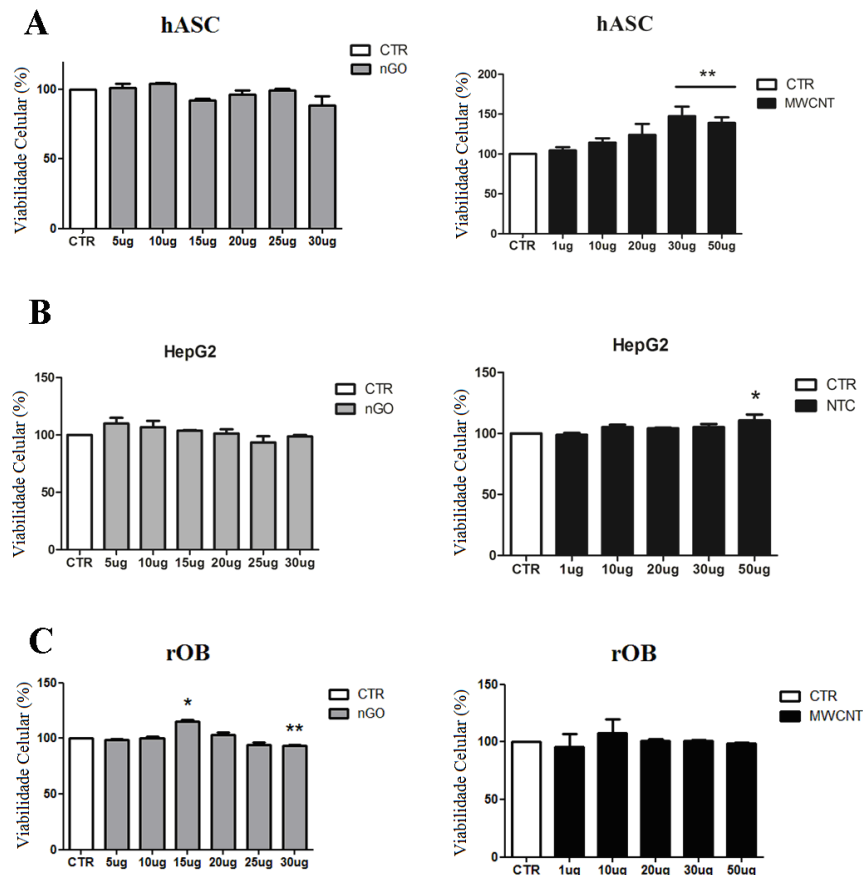 A
hASC
Viabilidade Celular (%)
100
50
0
CTR 5ug 10ug 15ug 20ug 25ug 30ug
CTR
nGO
hASC
Viabilidade Celular (%)
200
150
100
50
0
**
CTR 1ug 10ug 20ug 30ug 50ug
CTR
MWCNT
B
HepG2
Viabilidade Celular (%)
150
100
50
0
CTR 5ug 10ug 15ug 20ug 25ug 30ug
CTR
nGO
HepG2
Viabilidade Celular (%)
150
100
50
0
*
CTR 1ug 10ug 20ug 30ug 50ug
CTR
NTC
C
rOB
Viabilidade Celular (%)
150
100
50
0
*
**
CTR 5ug 10ug 15ug 20ug 25ug 30ug
CTR
nGO
rOB
Viabilidade Celular (%)
150
100
50
0
CTR 1ug 10ug 20ug 30ug 50ug
CTR
MWCNT